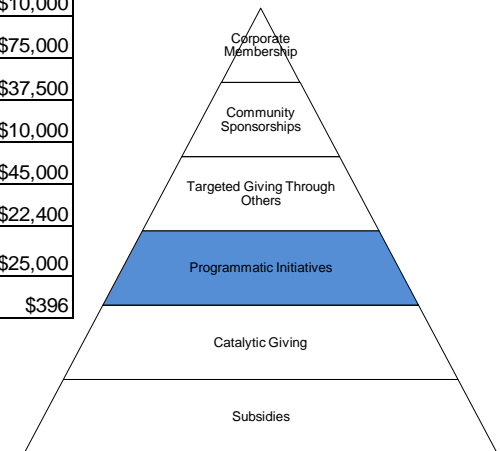 $10,000
$75,000
$37,500
$10,000
$45,000
$22,400
$25,000
$396
Corporate
Membership
Community
Sponsorships
Targeted Giving Through
Others
Programmatic Initiatives
Catalytic Giving
Subsidies